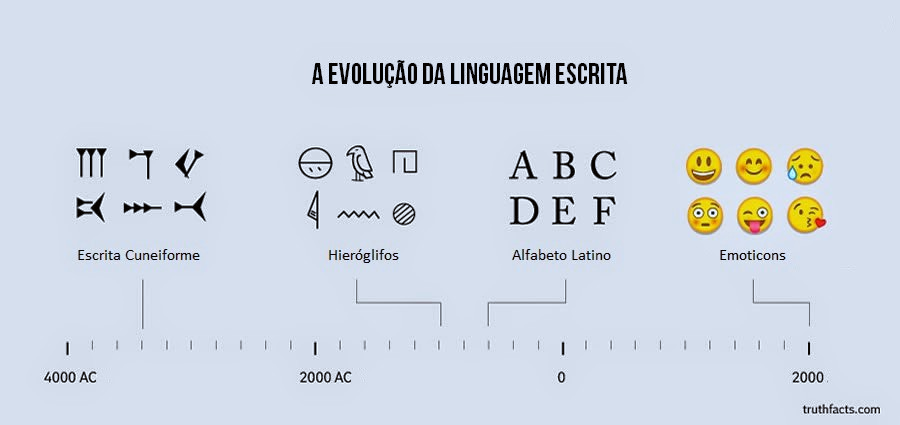 A EVOLUÇÃO DA LINGUAGEM ESCRITA
A B C
D E F
Escrita Cuneiforme
Hieróglifos
Alfabeto Latino
Emoticons
4000 AC
2000 AC
0
2000
truthfacts.com